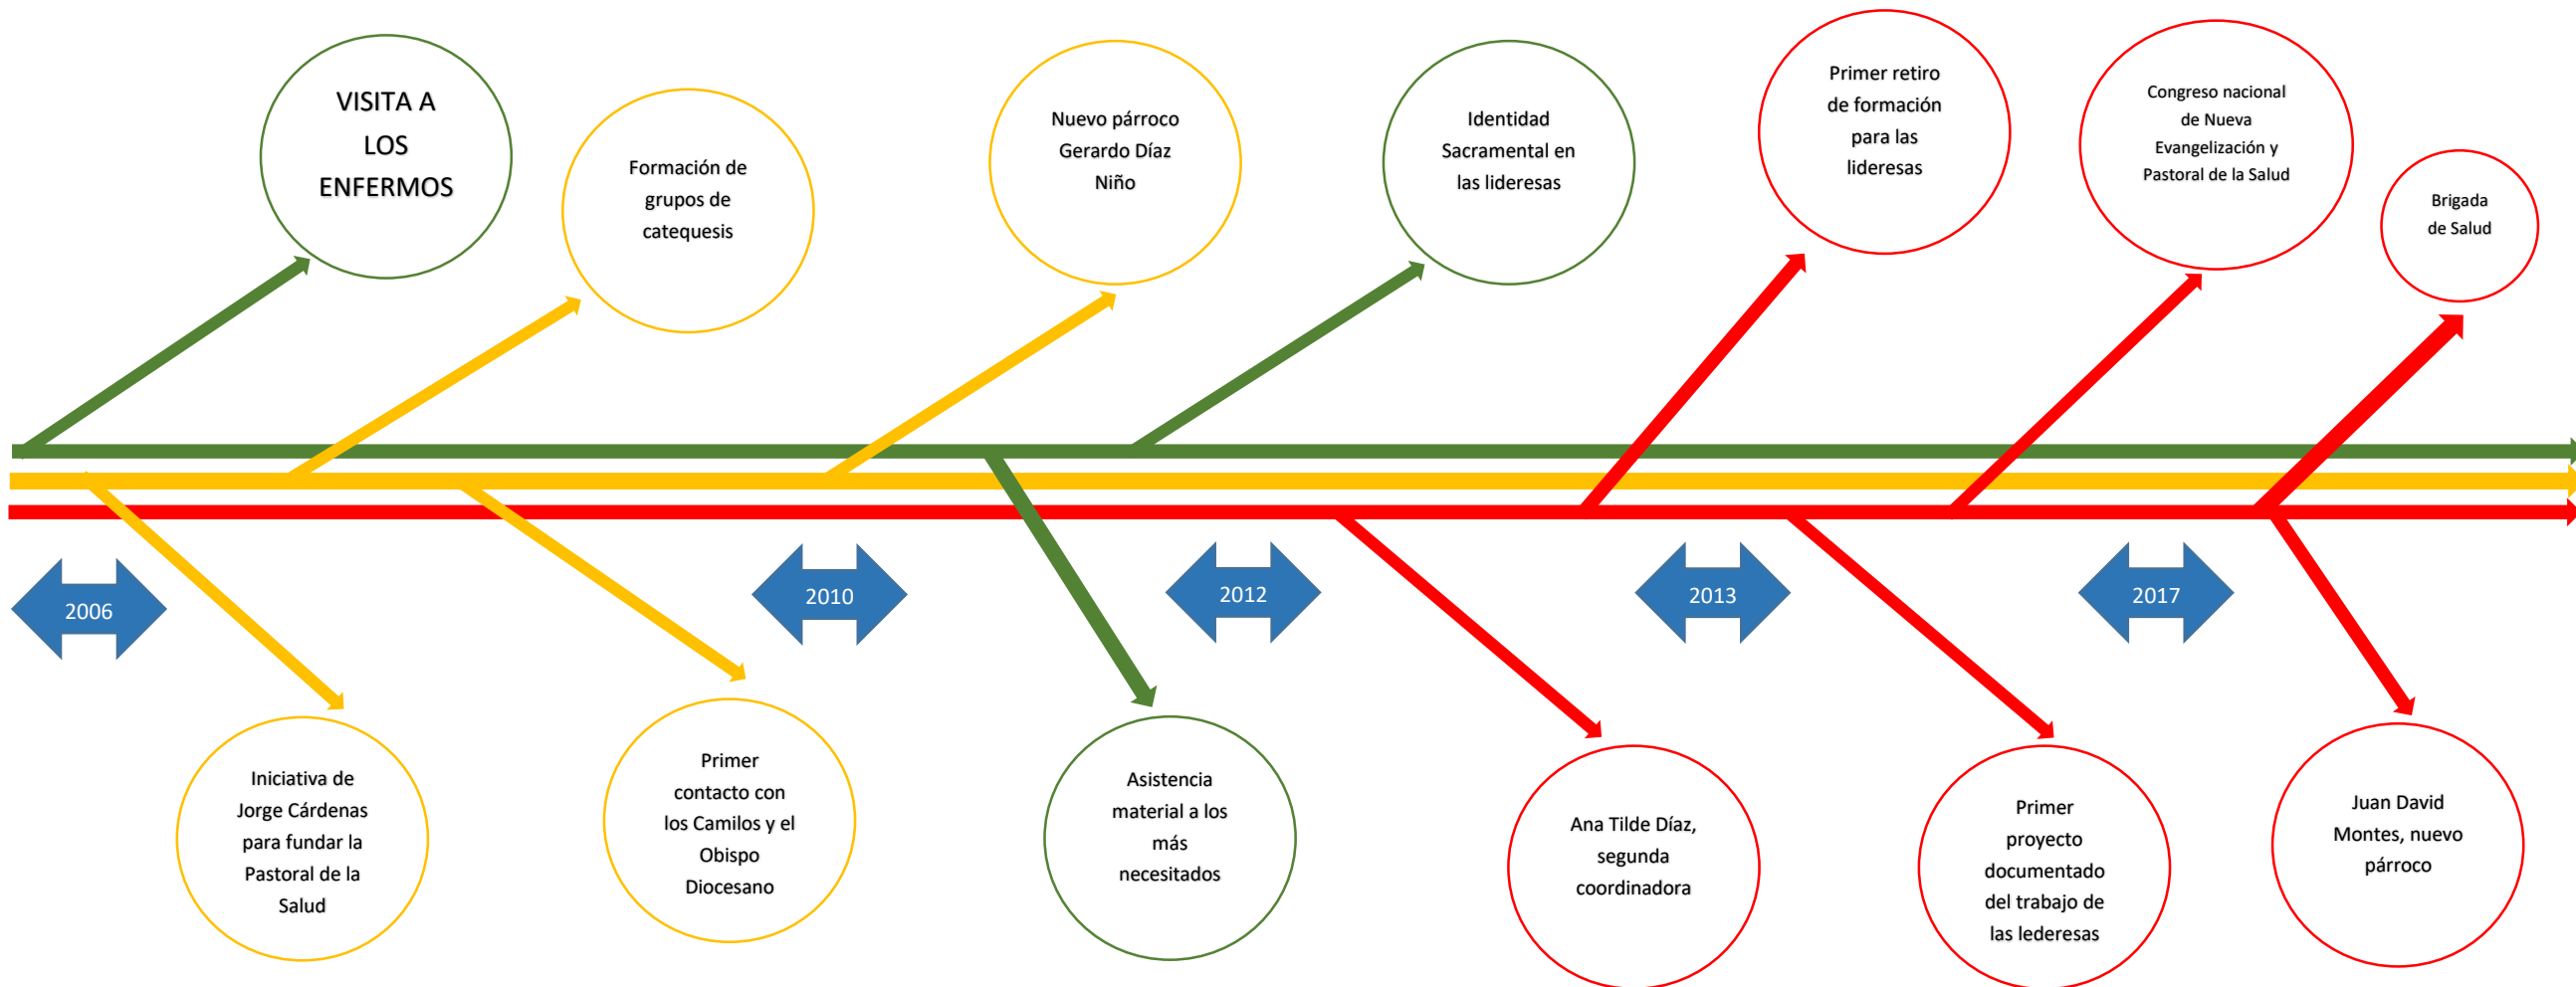 VISITA A
LOS
ENFERMOS
Formación de
grupos de
catequesis
Nuevo párroco
Gerardo Díaz
Niño
Identidad
Sacramental en
las lideresas
Primer retiro
de formación
para las
lideresas
Congreso nacional
de Nueva
Evangelización y
Pastoral de la Salud
Brigada
de Salud
2006
2010
2012
2013
2017
Iniciativa de
Jorge Cárdenas
para fundar la
Pastoral de la
Salud
Primer
contacto con
los Camilos y el
Obispo
Diocesano
Asistencia
material a los
más
necesitados
Ana Tilde Díaz,
segunda
coordinadora
Primer
proyecto
documentado
del trabajo de
las lederesas
Juan David
Montes, nuevo
párroco